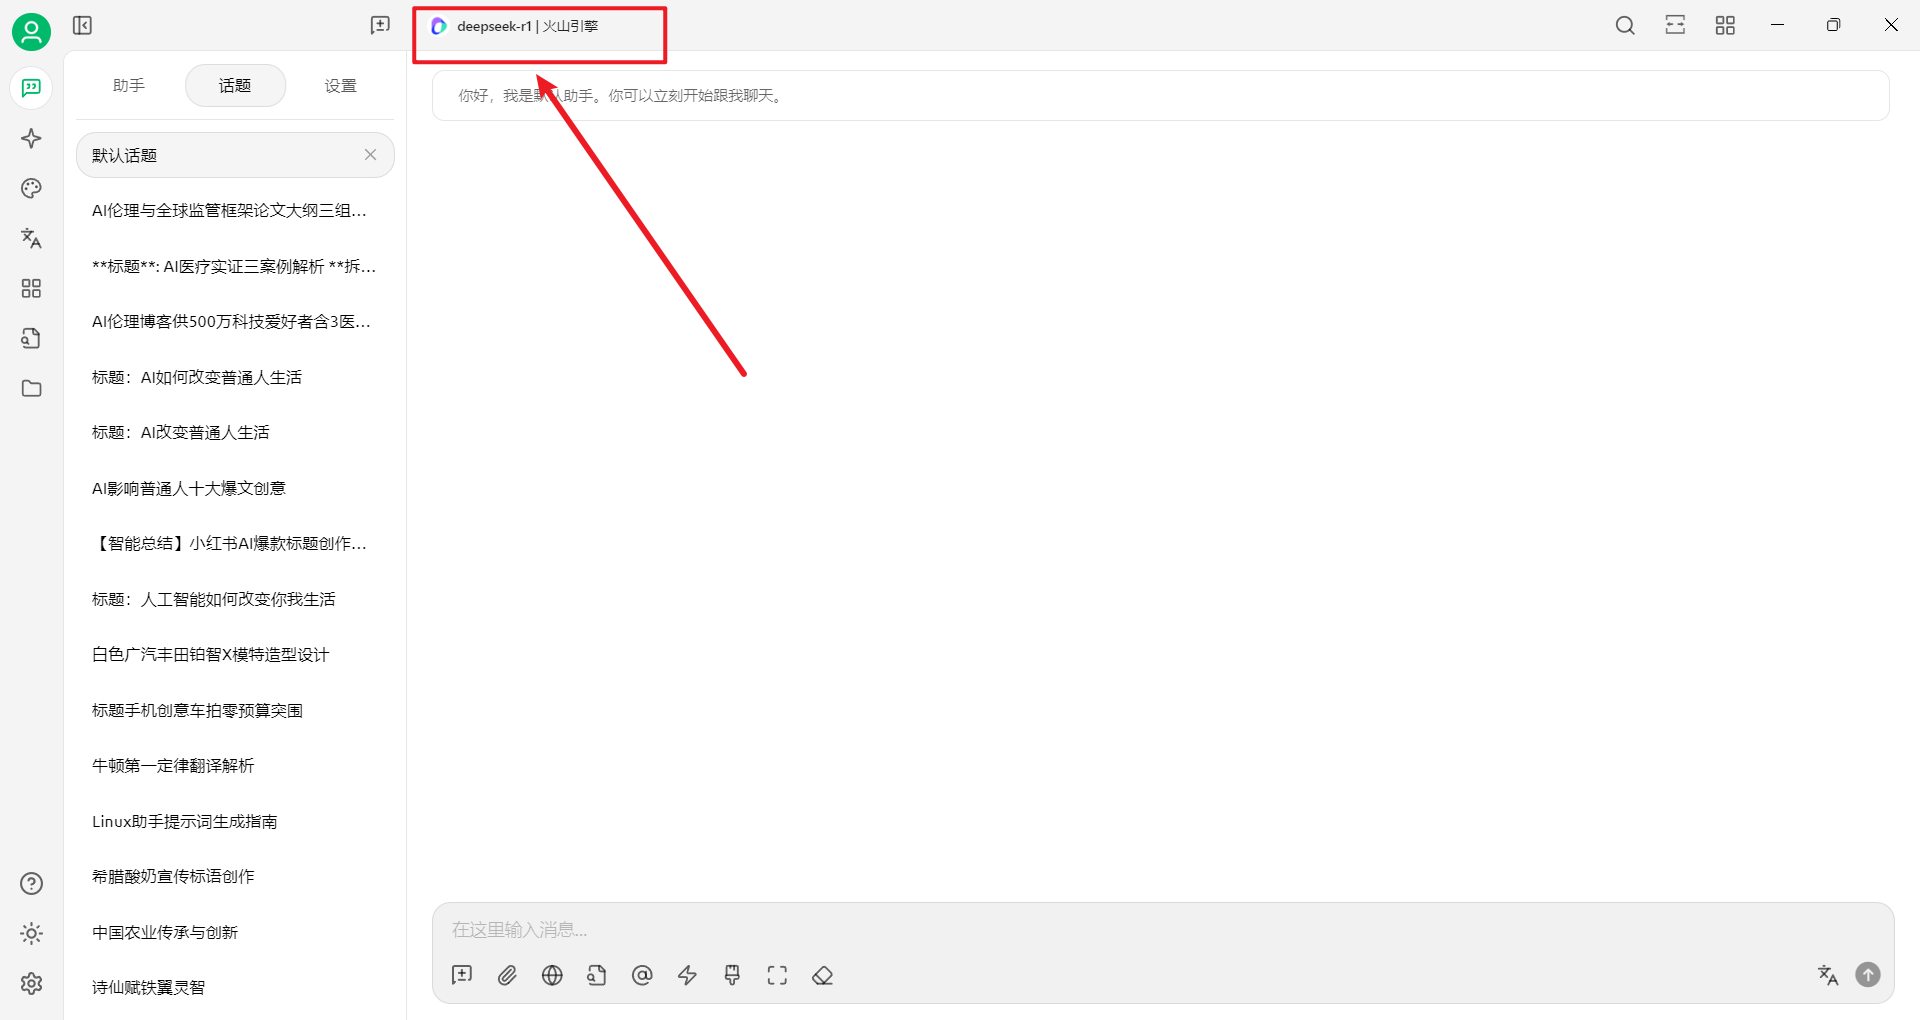 deepseek-r1 | 火山引擎
助手 话题 设置
默认话题
AI伦理与全球监管框架论文大纲三组...
**标题**: AI医疗实证三案例解析 **拆...
AI伦理博客供500万科技爱好者含3医...
标题：AI如何改变普通人生活
标题：AI改变普通人生活
AI影响普通人十大爆文创意
【智能总结】小红书AI爆款标题创作...
标题：人工智能如何改变你我生活
白色广汽丰田铂智X模特造型设计
标题手机创意车拍零预算突围
牛顿第一定律翻译解析
Linux助手提示词生成指南
希腊酸奶宣传标语创作
中国农业传承与创新
诗仙赋铁翼灵智
你好，我是默认助手。你可以立刻开始跟我聊天。
在这里输入消息...